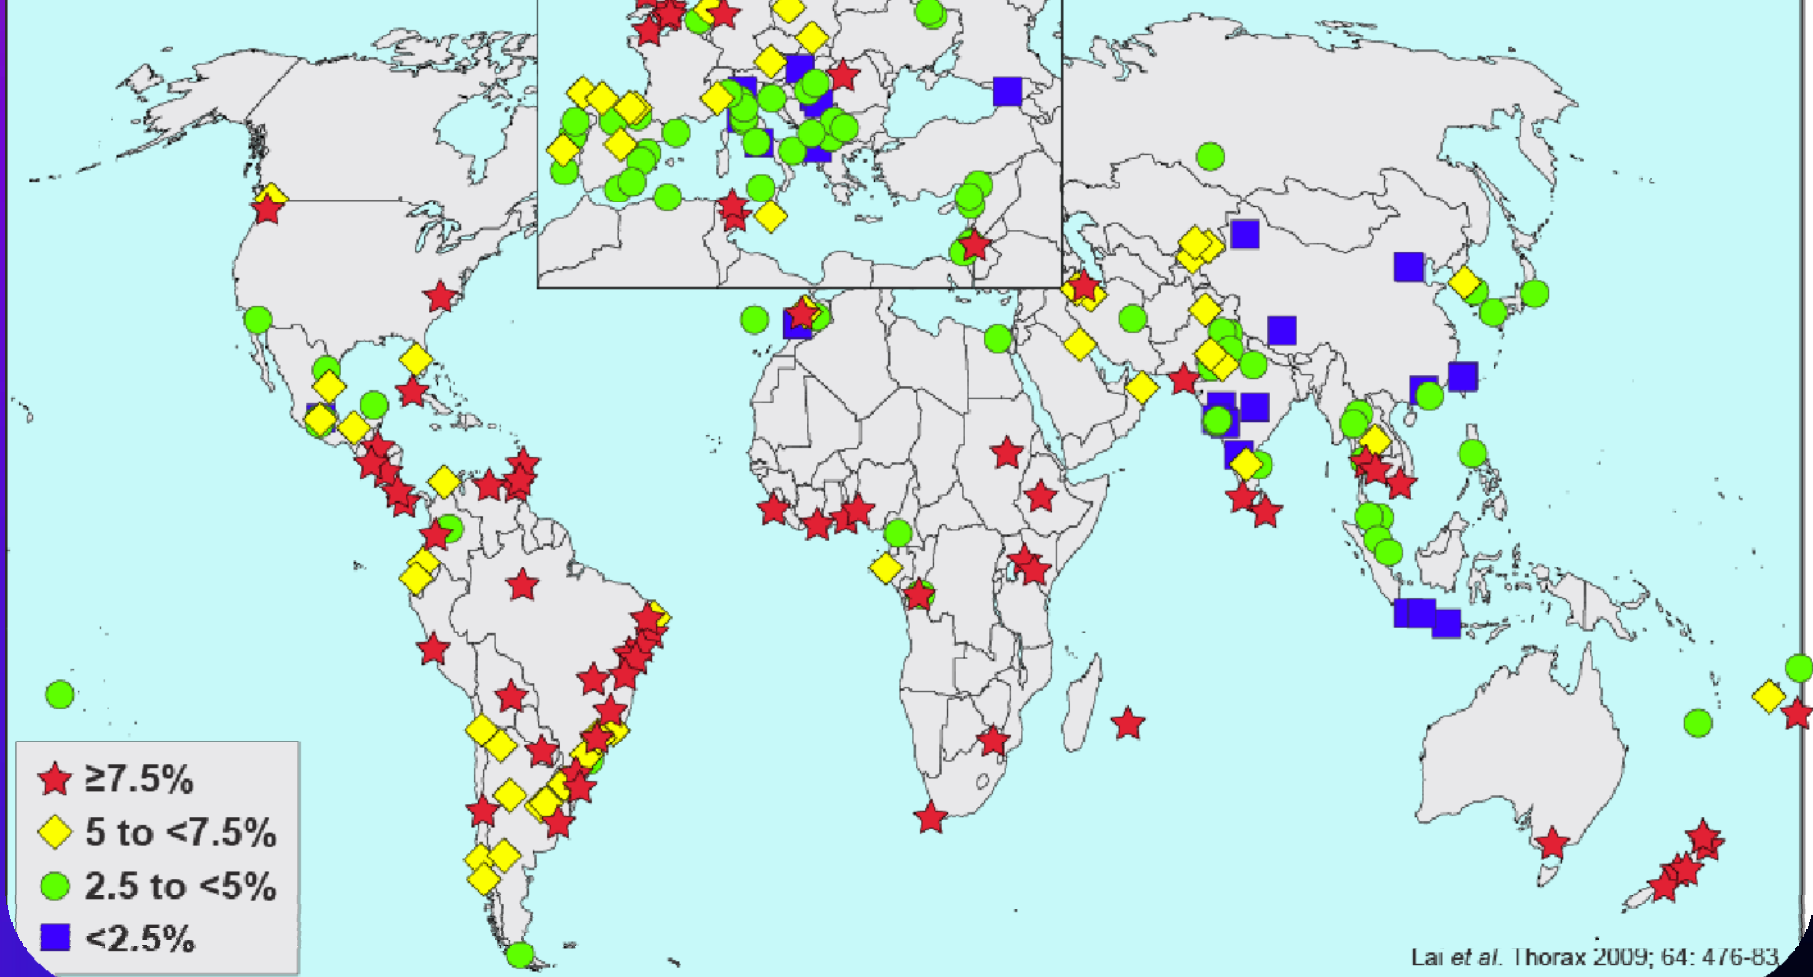 ≥7.5%
5 to <7.5%
2.5 to <5%
<2.5%
Lai et al. Thorax 2009; 64: 476-83